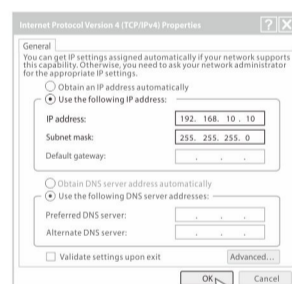 Internet Protocol Version 4 (TCP/IPv4) Properties
General
You can get IP settings assigned automatically if your network supports
this capability. Otherwise, you need to ask your network administrator
for the appropriate IP settings.
Obtain an IP address automatically
Use the following IP address:
IP address: 192. 168. 10 . 10
Subnet mask: 255. 255. 255. 0
Default gateway: . . .
Obtain DNS server address automatically
Use the following DNS server addresses:
Preferred DNS server: . . .
Alternate DNS server: . . .
Validate settings upon exit Advanced...
OK Cancel